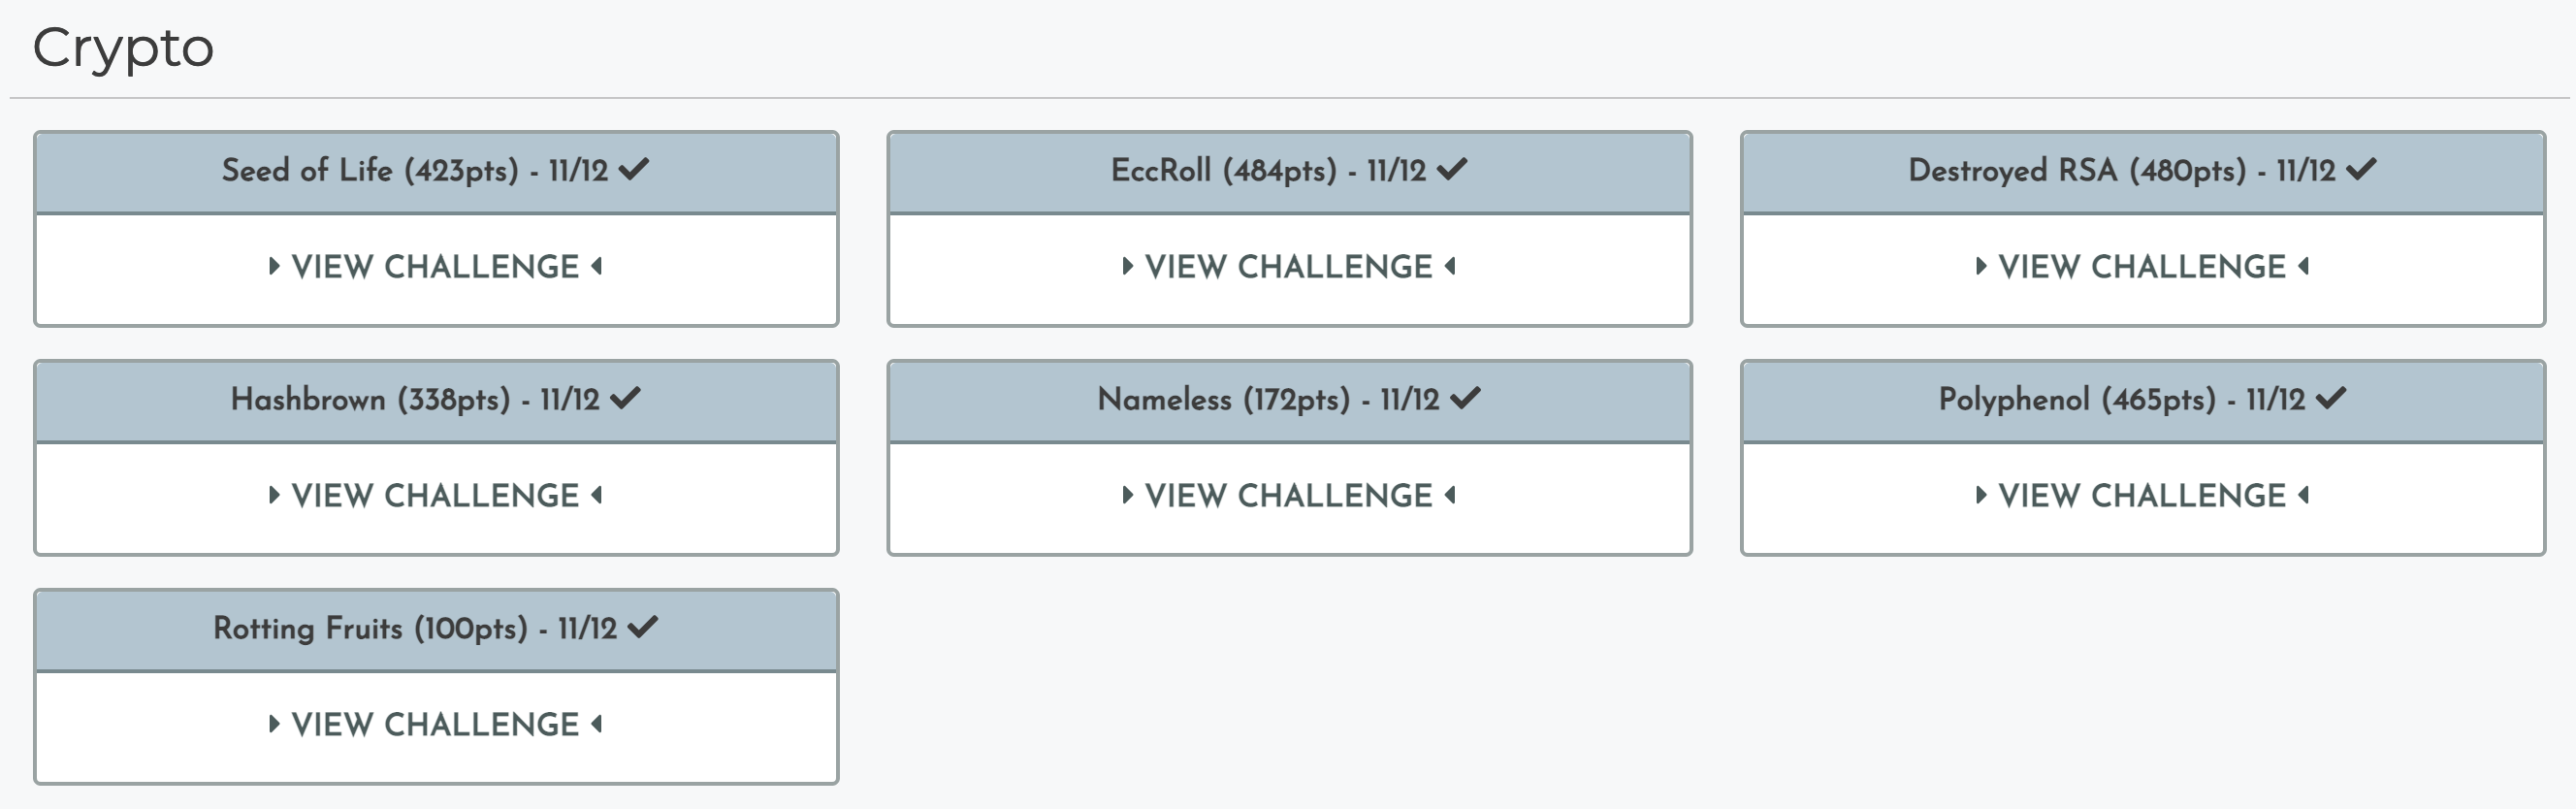 Crypto
Seed of Life (423pts) - 11/12 ✔
EccRoll (484pts) - 11/12 ✔
Destroyed RSA (480pts) - 11/12 ✔
VIEW CHALLENGE
VIEW CHALLENGE
VIEW CHALLENGE
Hashbrown (338pts) - 11/12 ✔
Nameless (172pts) - 11/12 ✔
Polyphenol (465pts) - 11/12 ✔
VIEW CHALLENGE
VIEW CHALLENGE
VIEW CHALLENGE
Rotting Fruits (100pts) - 11/12 ✔
VIEW CHALLENGE